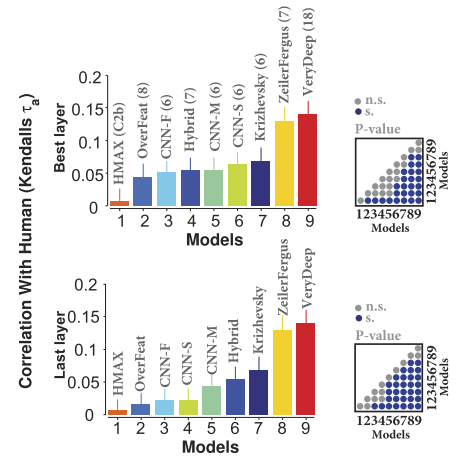 Correlation With Human (Kendalls τa)
Best layer
0.2
0.15
0.1
0.05
0
HMAX (C2b)
OverFeat (8)
CNN-F (6)
Hybrid (7)
CNN-M (6)
CNN-S (6)
Krizhevsky (6)
ZeilerFergus (7)
VeryDeep (18)
1 2 3 4 5 6 7 8 9
Models
n.s.
s.
P-value
123456789
Models
123456789
Models
Last layer
0.2
0.15
0.1
0.05
0
HMAX
OverFeat
CNN-F
CNN-S
CNN-M
Hybrid
Krizhevsky
ZeilerFergus
VeryDeep
1 2 3 4 5 6 7 8 9
Models
n.s.
s.
P-value
123456789
Models
123456789
Models